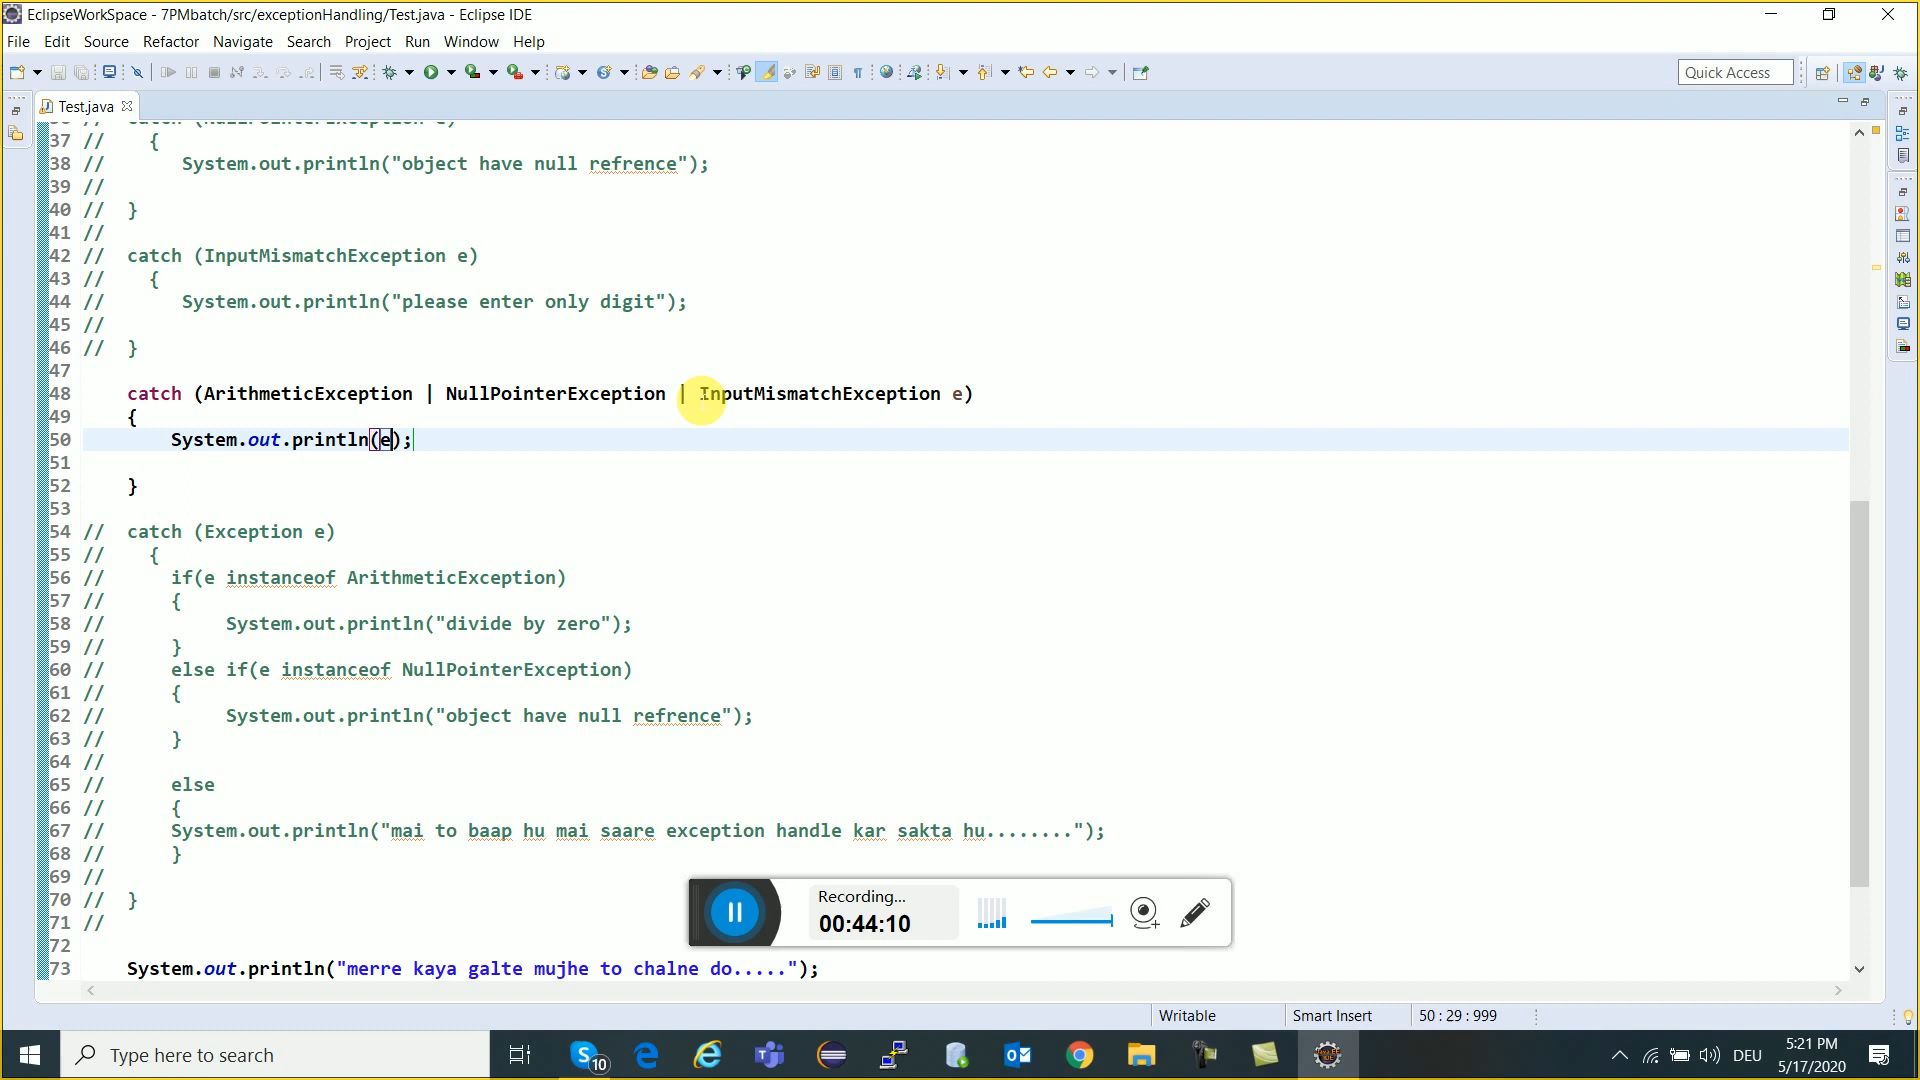 EclipseWorkSpace - 7PMbatch/src/exceptionHandling/Test.java - Eclipse IDE
File Edit Source Refactor Navigate Search Project Run Window Help
Quick Access
Test.java
37 // {
38 // System.out.println("object have null refrence");
39 //
40 // }
41 //
42 // catch (InputMismatchException e)
43 // {
44 // System.out.println("please enter only digit");
45 //
46 // }
47
48 catch (ArithmeticException | NullPointerException | InputMismatchException e)
49 {
50 System.out.println(e);
51
52 }
53
54 // catch (Exception e)
55 // {
56 // if(e instanceof ArithmeticException)
57 // {
58 // System.out.println("divide by zero");
59 // }
60 // else if(e instanceof NullPointerException)
61 // {
62 // System.out.println("object have null refrence");
63 // }
64 //
65 // else
66 // {
67 // System.out.println("mai to baap hu mai saare exception handle kar sakta hu........");
68 // }
69 //
70 // }
71 //
72
73 System.out.println("merre kaya galte mujhe to chalne do.....");
Recording...
00:44:10
Writable Smart Insert 50 : 29 : 999
Type here to search
10
DEU
5:21 PM
5/17/2020